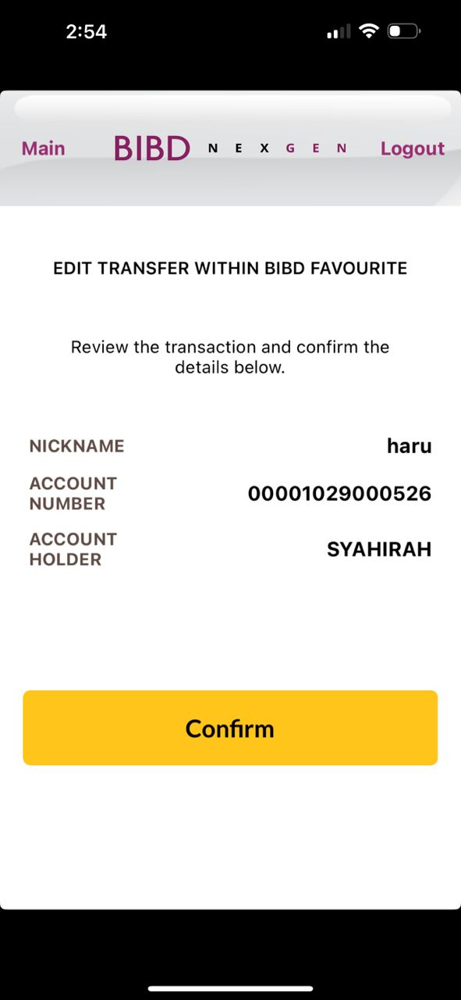 2:54
Main BIBD NEXGEN Logout
EDIT TRANSFER WITHIN BIBD FAVOURITE
Review the transaction and confirm the
details below.
NICKNAME haru
ACCOUNT
NUMBER 00001029000526
ACCOUNT
HOLDER SYAHIRAH
Confirm